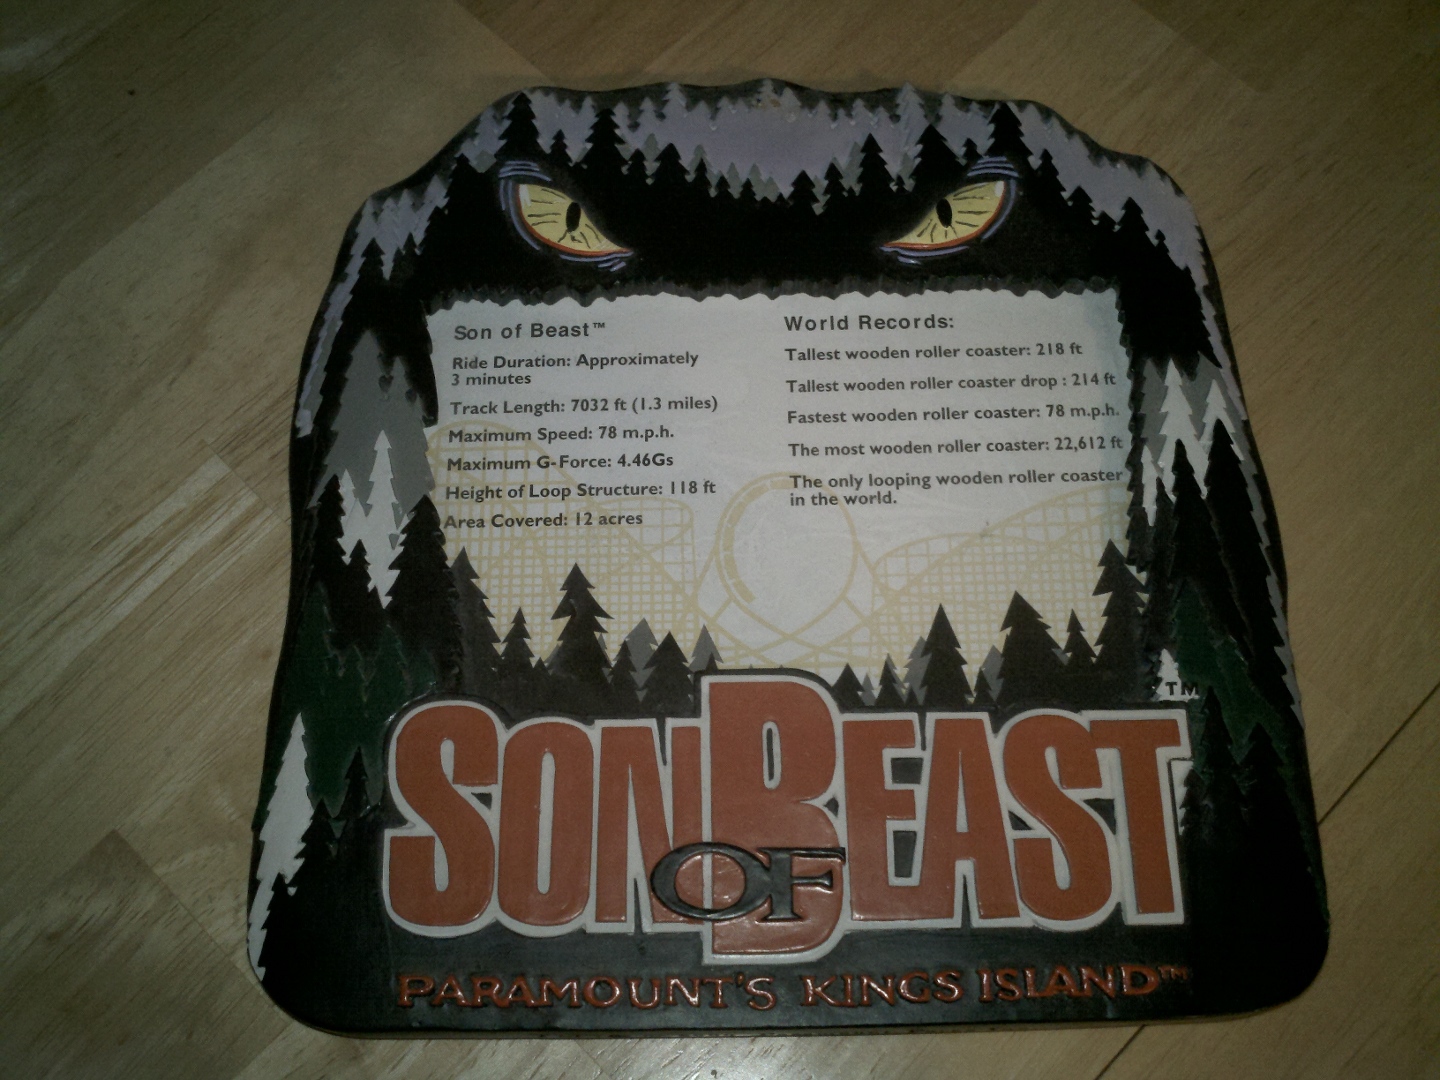 Son of Beast™
Ride Duration: Approximately
3 minutes
Track Length: 7032 ft (1.3 miles)
Maximum Speed: 78 m.p.h.
Maximum G-Force: 4.46Gs
Height of Loop Structure: 118 ft
Area Covered: 12 acres
World Records:
Tallest wooden roller coaster: 218 ft
Tallest wooden roller coaster drop : 214 ft
Fastest wooden roller coaster: 78 m.p.h.
The most wooden roller coaster: 22,612 ft
The only looping wooden roller coaster
in the world.
SON OF BEAST™
PARAMOUNT'S KINGS ISLAND™